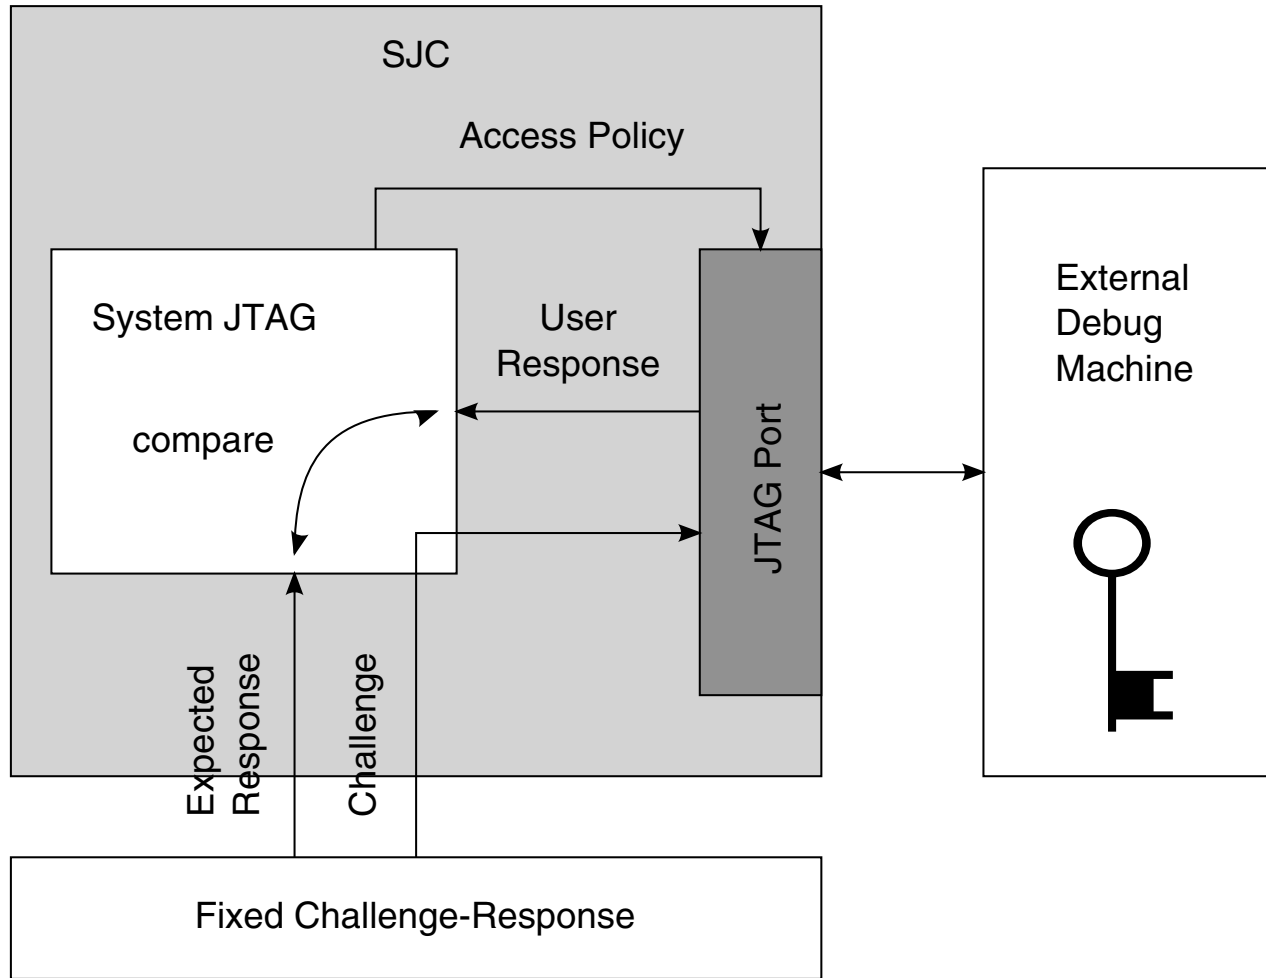 SJC
Access Policy
System JTAG
User
Response
compare
JTAG Port
External
Debug
Machine
Expected
Response
Challenge
Fixed Challenge-Response